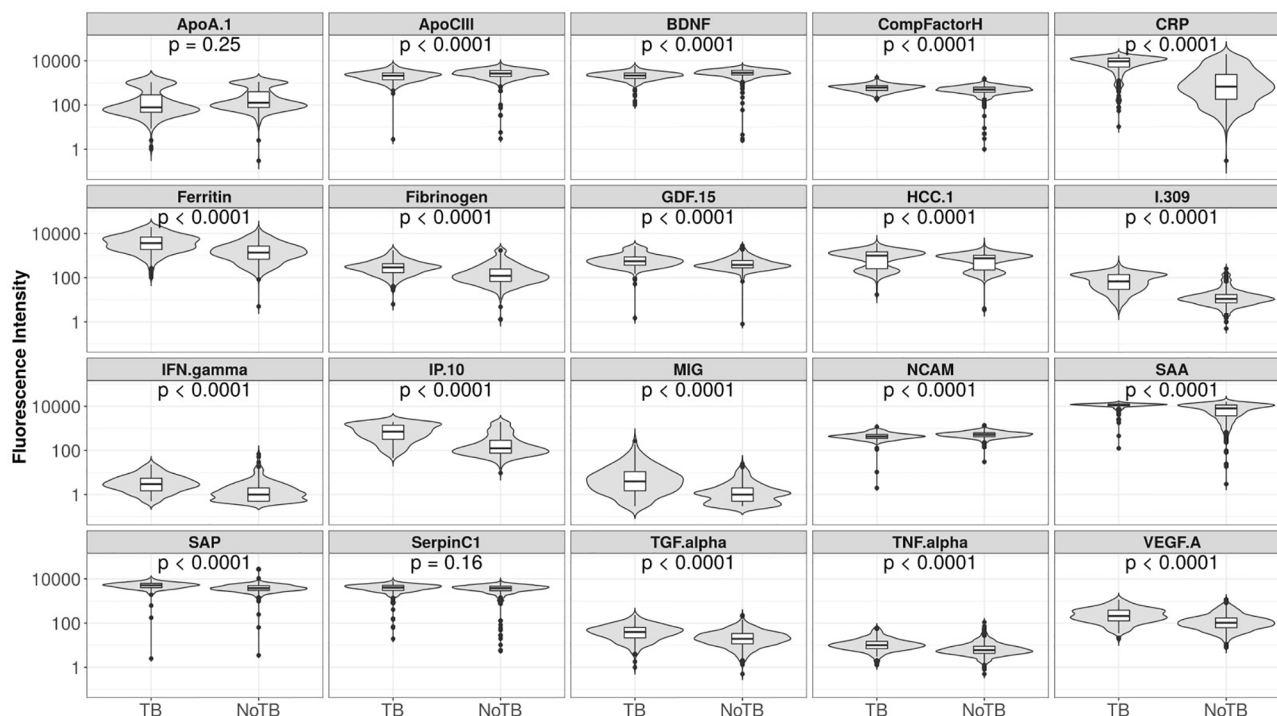 ApoA.1 ApoCIII BDNF CompFactorH CRP
p = 0.25 p < 0.0001 p < 0.0001 p < 0.0001 p < 0.0001
10000
100
1
Ferritin Fibrinogen GDF.15 HCC.1 I.309
p < 0.0001 p < 0.0001 p < 0.0001 p < 0.0001 p < 0.0001
10000
100
1
Fluorescence Intensity
IFN.gamma IP.10 MIG NCAM SAA
p < 0.0001 p < 0.0001 p < 0.0001 p < 0.0001 p < 0.0001
10000
100
1
SAP SerpinC1 TGF.alpha TNF.alpha VEGF.A
p < 0.0001 p = 0.16 p < 0.0001 p < 0.0001 p < 0.0001
10000
100
1
TB NoTB TB NoTB TB NoTB TB NoTB TB NoTB